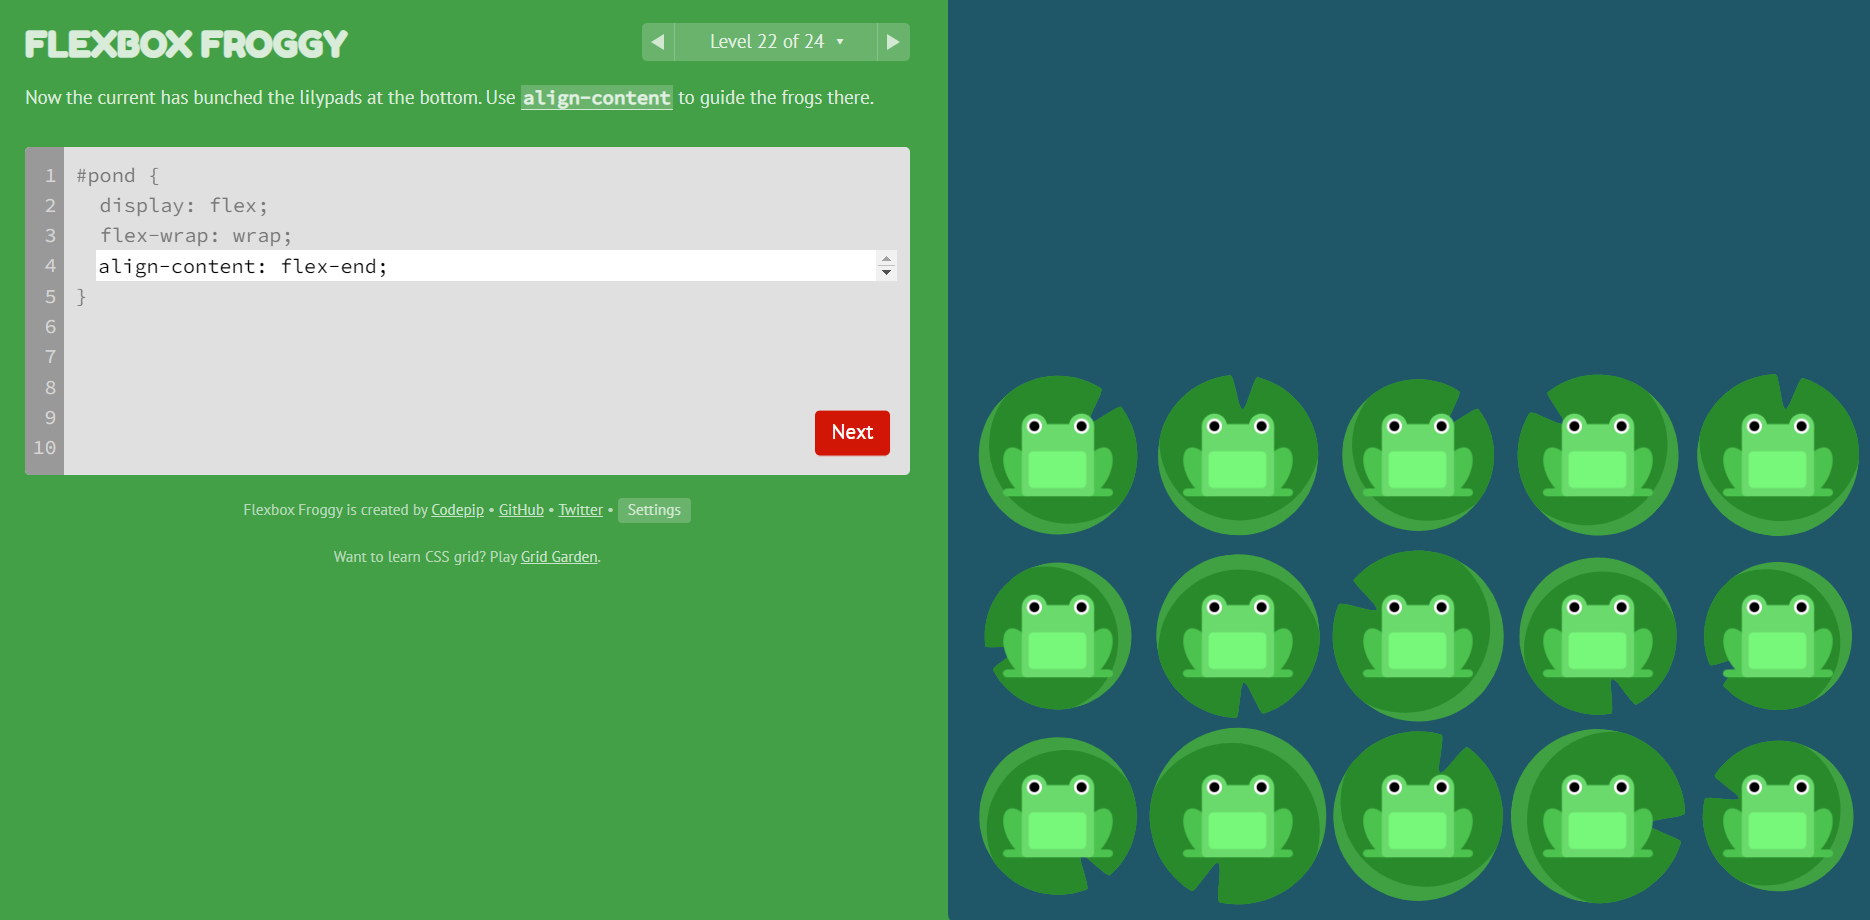 FLEXBOX FROGGY
Level 22 of 24
Now the current has bunched the lilypads at the bottom. Use align-content to guide the frogs there.
1 #pond {
2 display: flex;
3 flex-wrap: wrap;
4 align-content: flex-end;
5 }
6
7
8
9
10
Next
Flexbox Froggy is created by Codepip • GitHub • Twitter • Settings
Want to learn CSS grid? Play Grid Garden.